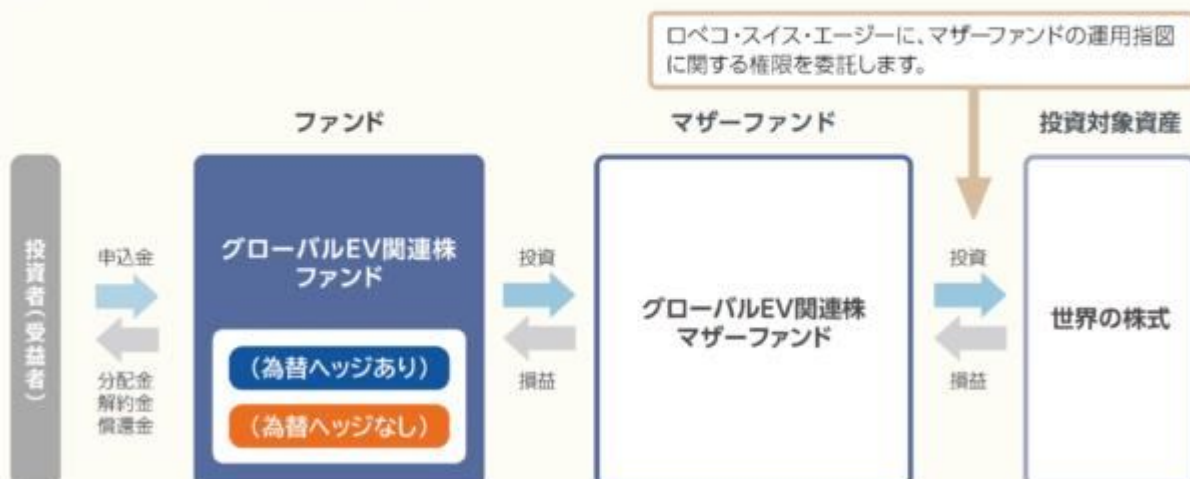 ロベコ・スイス・エージーに、マザーファンドの運用指図
に関する権限を委託します。
ファンド
マザーファンド
投資対象資産
投資者（受益者）
申込金
分配金
解約金
償還金
グローバルEV関連株
ファンド
（為替ヘッジあり）
（為替ヘッジなし）
投資
損益
グローバルEV関連株
マザーファンド
投資
損益
世界の株式